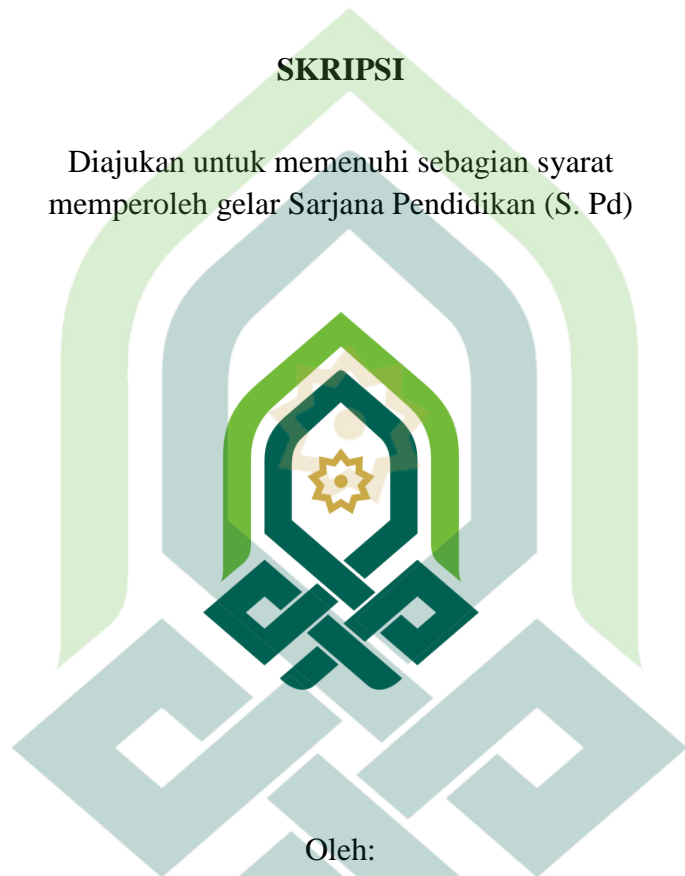 SKRIPSI
Diajukan untuk memenuhi sebagian syarat
memperoleh gelar Sarjana Pendidikan (S. Pd)
Oleh: